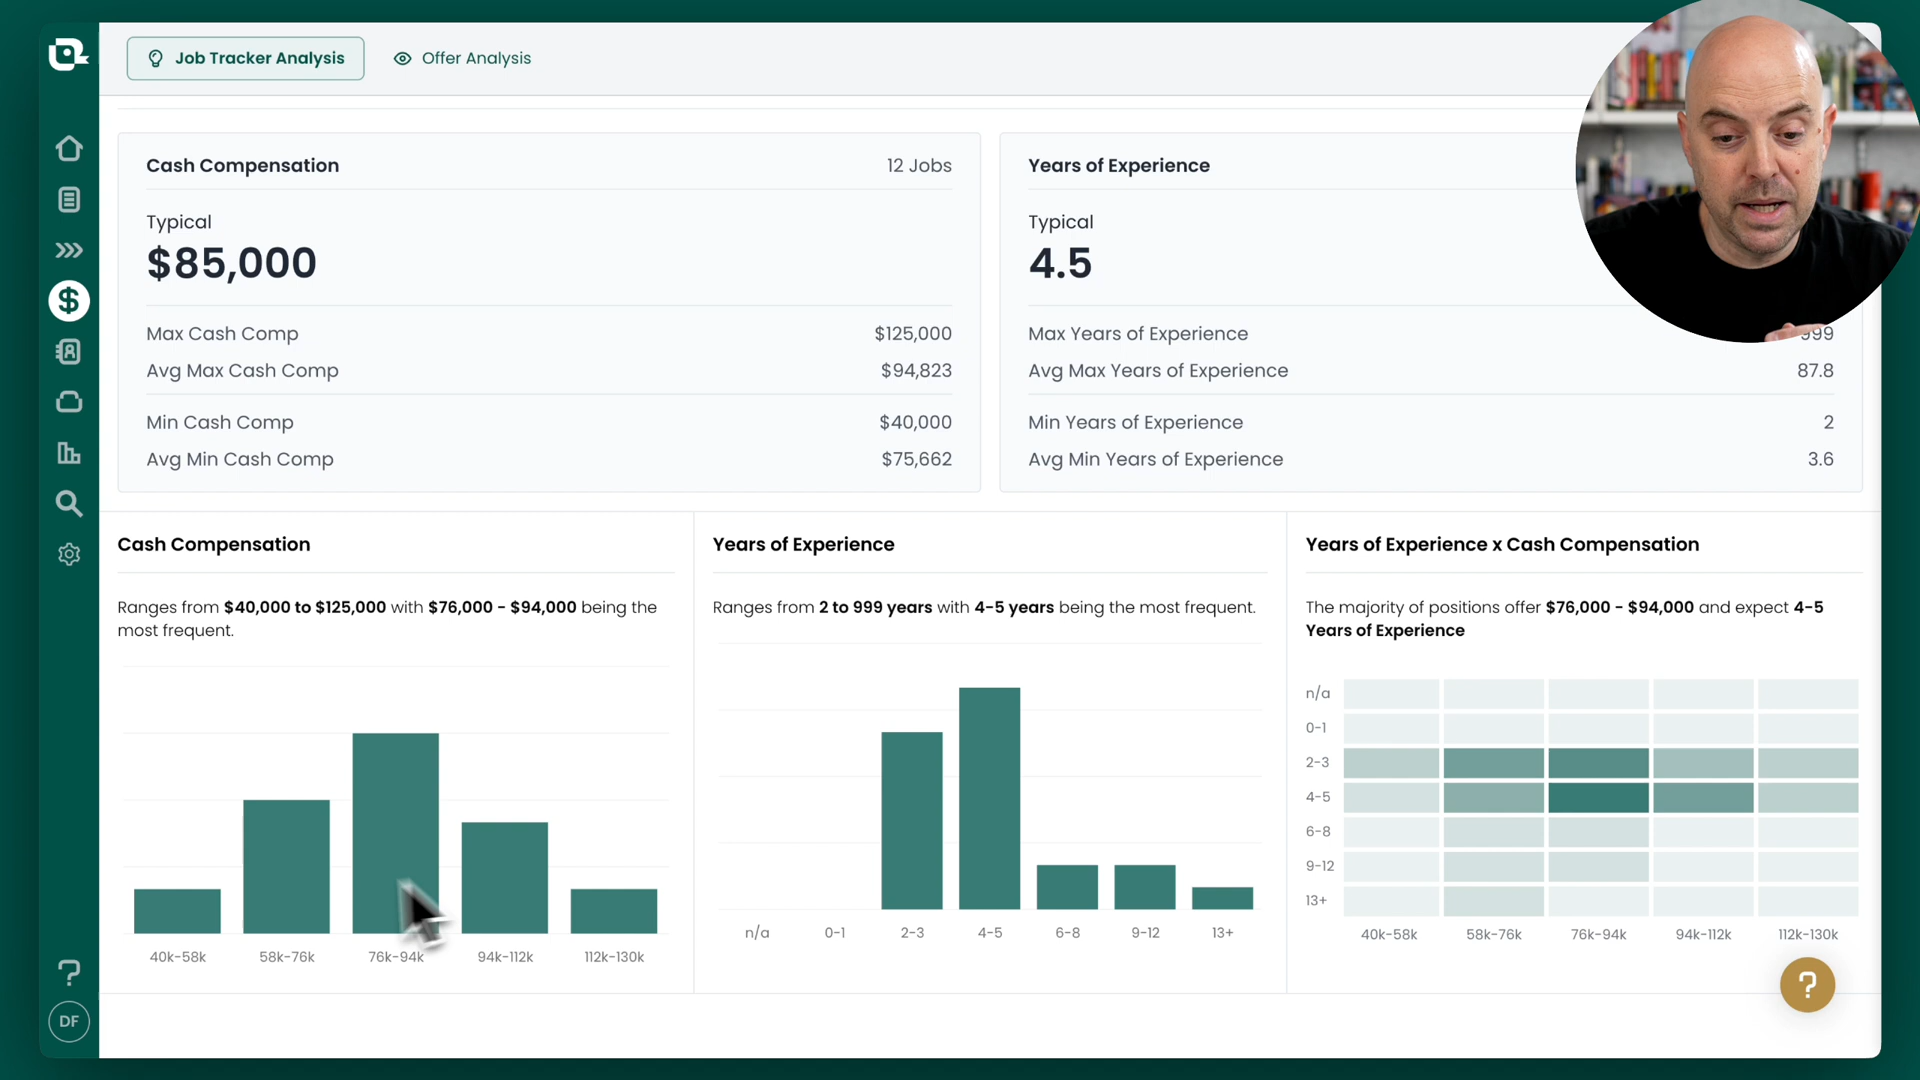 Job Tracker Analysis
Offer Analysis
Cash Compensation
12 Jobs
Typical
$85,000
Max Cash Comp
$125,000
Avg Max Cash Comp
$94,823
Min Cash Comp
$40,000
Avg Min Cash Comp
$75,662
Years of Experience
Typical
4.5
Max Years of Experience
999
Avg Max Years of Experience
87.8
Min Years of Experience
2
Avg Min Years of Experience
3.6
Cash Compensation
Ranges from $40,000 to $125,000 with $76,000 - $94,000 being the
most frequent.
40k-58k
58k-76k
76k-94k
94k-112k
112k-130k
Years of Experience
Ranges from 2 to 999 years with 4-5 years being the most frequent.
n/a
0-1
2-3
4-5
6-8
9-12
13+
Years of Experience x Cash Compensation
The majority of positions offer $76,000 - $94,000 and expect 4-5
Years of Experience
n/a
0-1
2-3
4-5
6-8
9-12
13+
40k-58k
58k-76k
76k-94k
94k-112k
112k-130k
$
?
DF
?